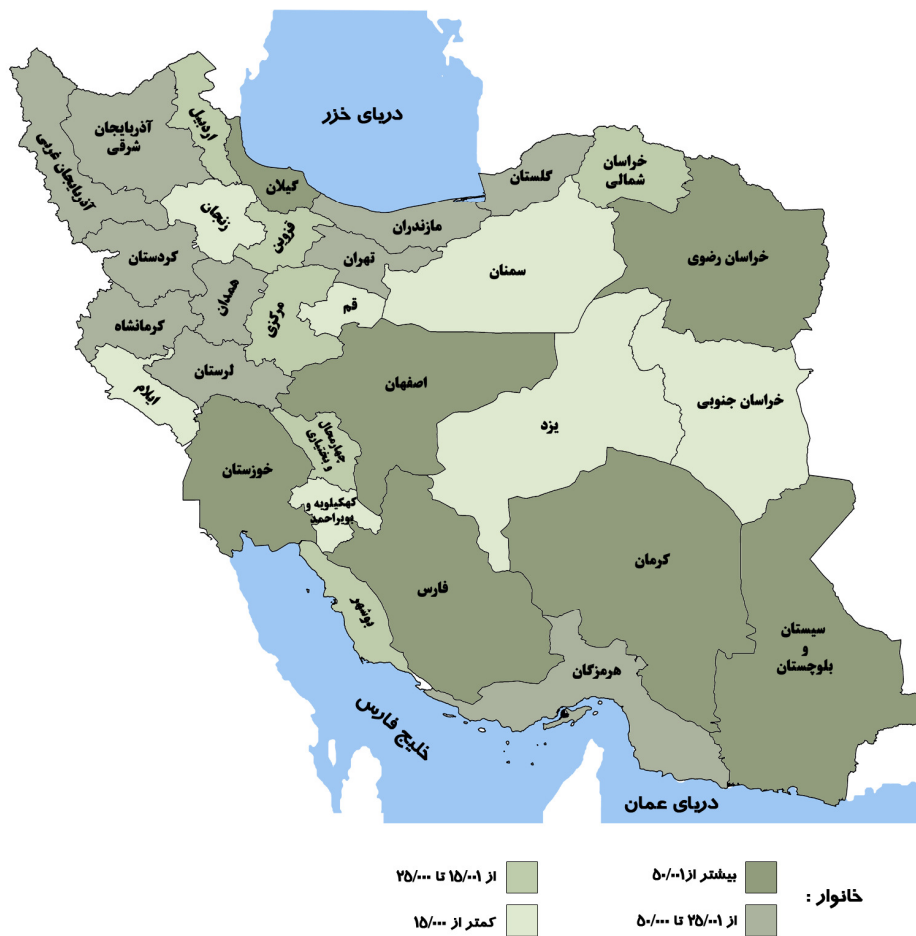 دریای خزر
اردبیل
آذربایجان
شرقی
آذربایجان غربی
خراسان
شمالی
گلستان
گیلان
زنجان
مازندران
قزوین
کردستان
تهران
خراسان رضوی
سمنان
همدان
مرکزی
قم
کرمانشاه
لرستان
اصفهان
ایلام
خراسان جنوبی
یزد
چهارمحال
و بختیاری
خوزستان
کهکیلویه و
بویراحمد
کرمان
فارس
بوشهر
سیستان
و
بلوچستان
هرمزگان
خلیج فارس
دریای عمان
خانوار :
بیشتر از ۵۰/۰۰۱
از ۲۵/۰۰۱ تا ۵۰/۰۰۰
از ۱۵/۰۰۱ تا ۲۵/۰۰۰
کمتر از ۱۵/۰۰۰